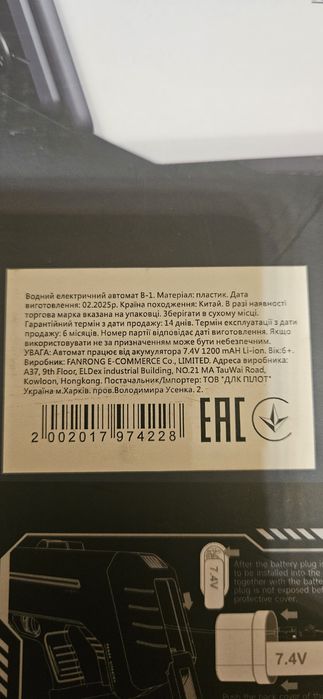 Водний електричний автомат B-1. Матеріал: пластик. Дата
виготовлення: 02.2025р. Країна походження: Китай. В разі наявності
торгова марка вказана на упаковці. Зберігати в сухому місці.
Гарантійний термін з дати продажу: 14 днів. Термін експлуатації з дати
продажу: 6 місяців. Номер партії відповідає даті виготовлення. Якщо
використовувати не за призначенням може бути небезпечним.
УВАГА: Автомат працює від акумулятора 7.4V 1200 mAH Li-ion. Вік:6+.
Виробник: FANRONG E-COMMERCE Co., LIMITED. Адреса виробника:
A37, 9th Floor, ELDex industrial Building, NO.21 MA TauWai Road,
Kowloon, Hongkong. Постачальник/Імпортер: ТОВ "ДЛК ПІЛОТ"
Україна м.Харків. пров.Володимира Усенка. 2.
EAC
2 002017 974228
After the battery plug is
to be installed into the
together with the batte
plug is not exposed be
protective cover.
7.4V
7.4V
Push the back cover of th